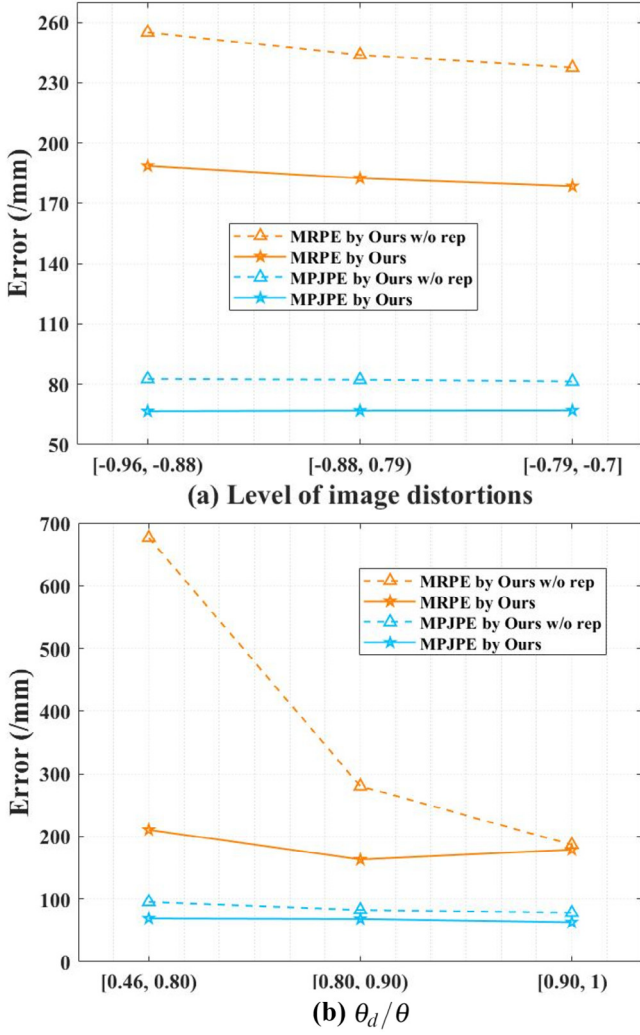 260
230
200
170
140
110
80
50
Error (/mm)
MRPE by Ours w/o rep
MRPE by Ours
MPJPE by Ours w/o rep
MPJPE by Ours
[-0.96, -0.88)
[-0.88, 0.79)
[-0.79, -0.7]
(a) Level of image distortions
700
600
500
400
300
200
100
0
Error (/mm)
MRPE by Ours w/o rep
MRPE by Ours
MPJPE by Ours w/o rep
MPJPE by Ours
[0.46, 0.80)
[0.80, 0.90)
[0.90, 1)
(b) θd/θ